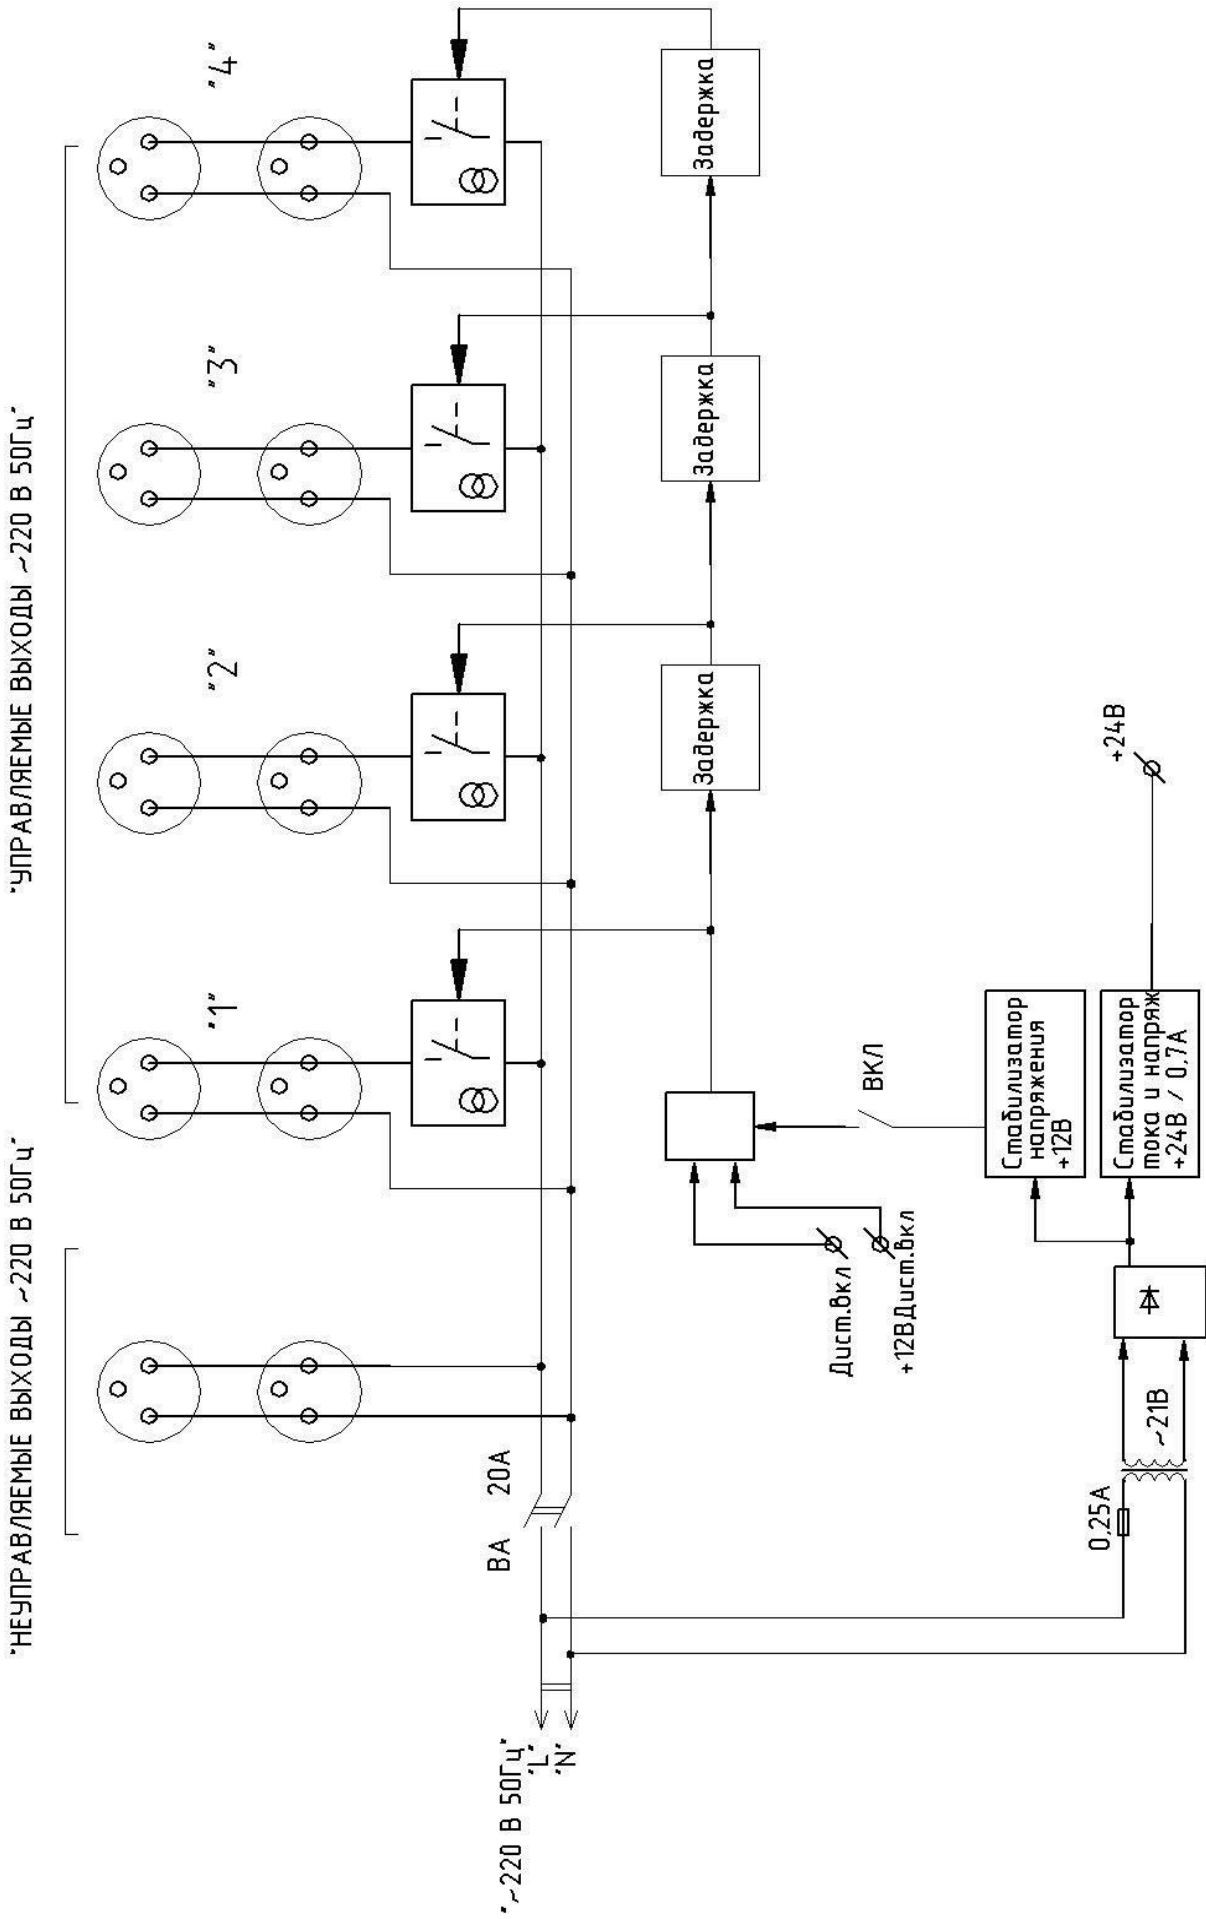 "НЕУПРАВЛЯЕМЫЕ ВЫХОДЫ ~220 В 50Гц"
"УПРАВЛЯЕМЫЕ ВЫХОДЫ ~220 В 50Гц"
"1"
"2"
"3"
"4"
ВА 20А
"~220 В 50Гц"
"L"
"N"
Задержка
Задержка
Задержка
Дист.вкл
+12ВДист.вкл
ВКЛ
Стабилизатор
напряжения
+12В
Стабилизатор
тока и напряж
+24В / 0,7А
+24В
0,25А
~21В